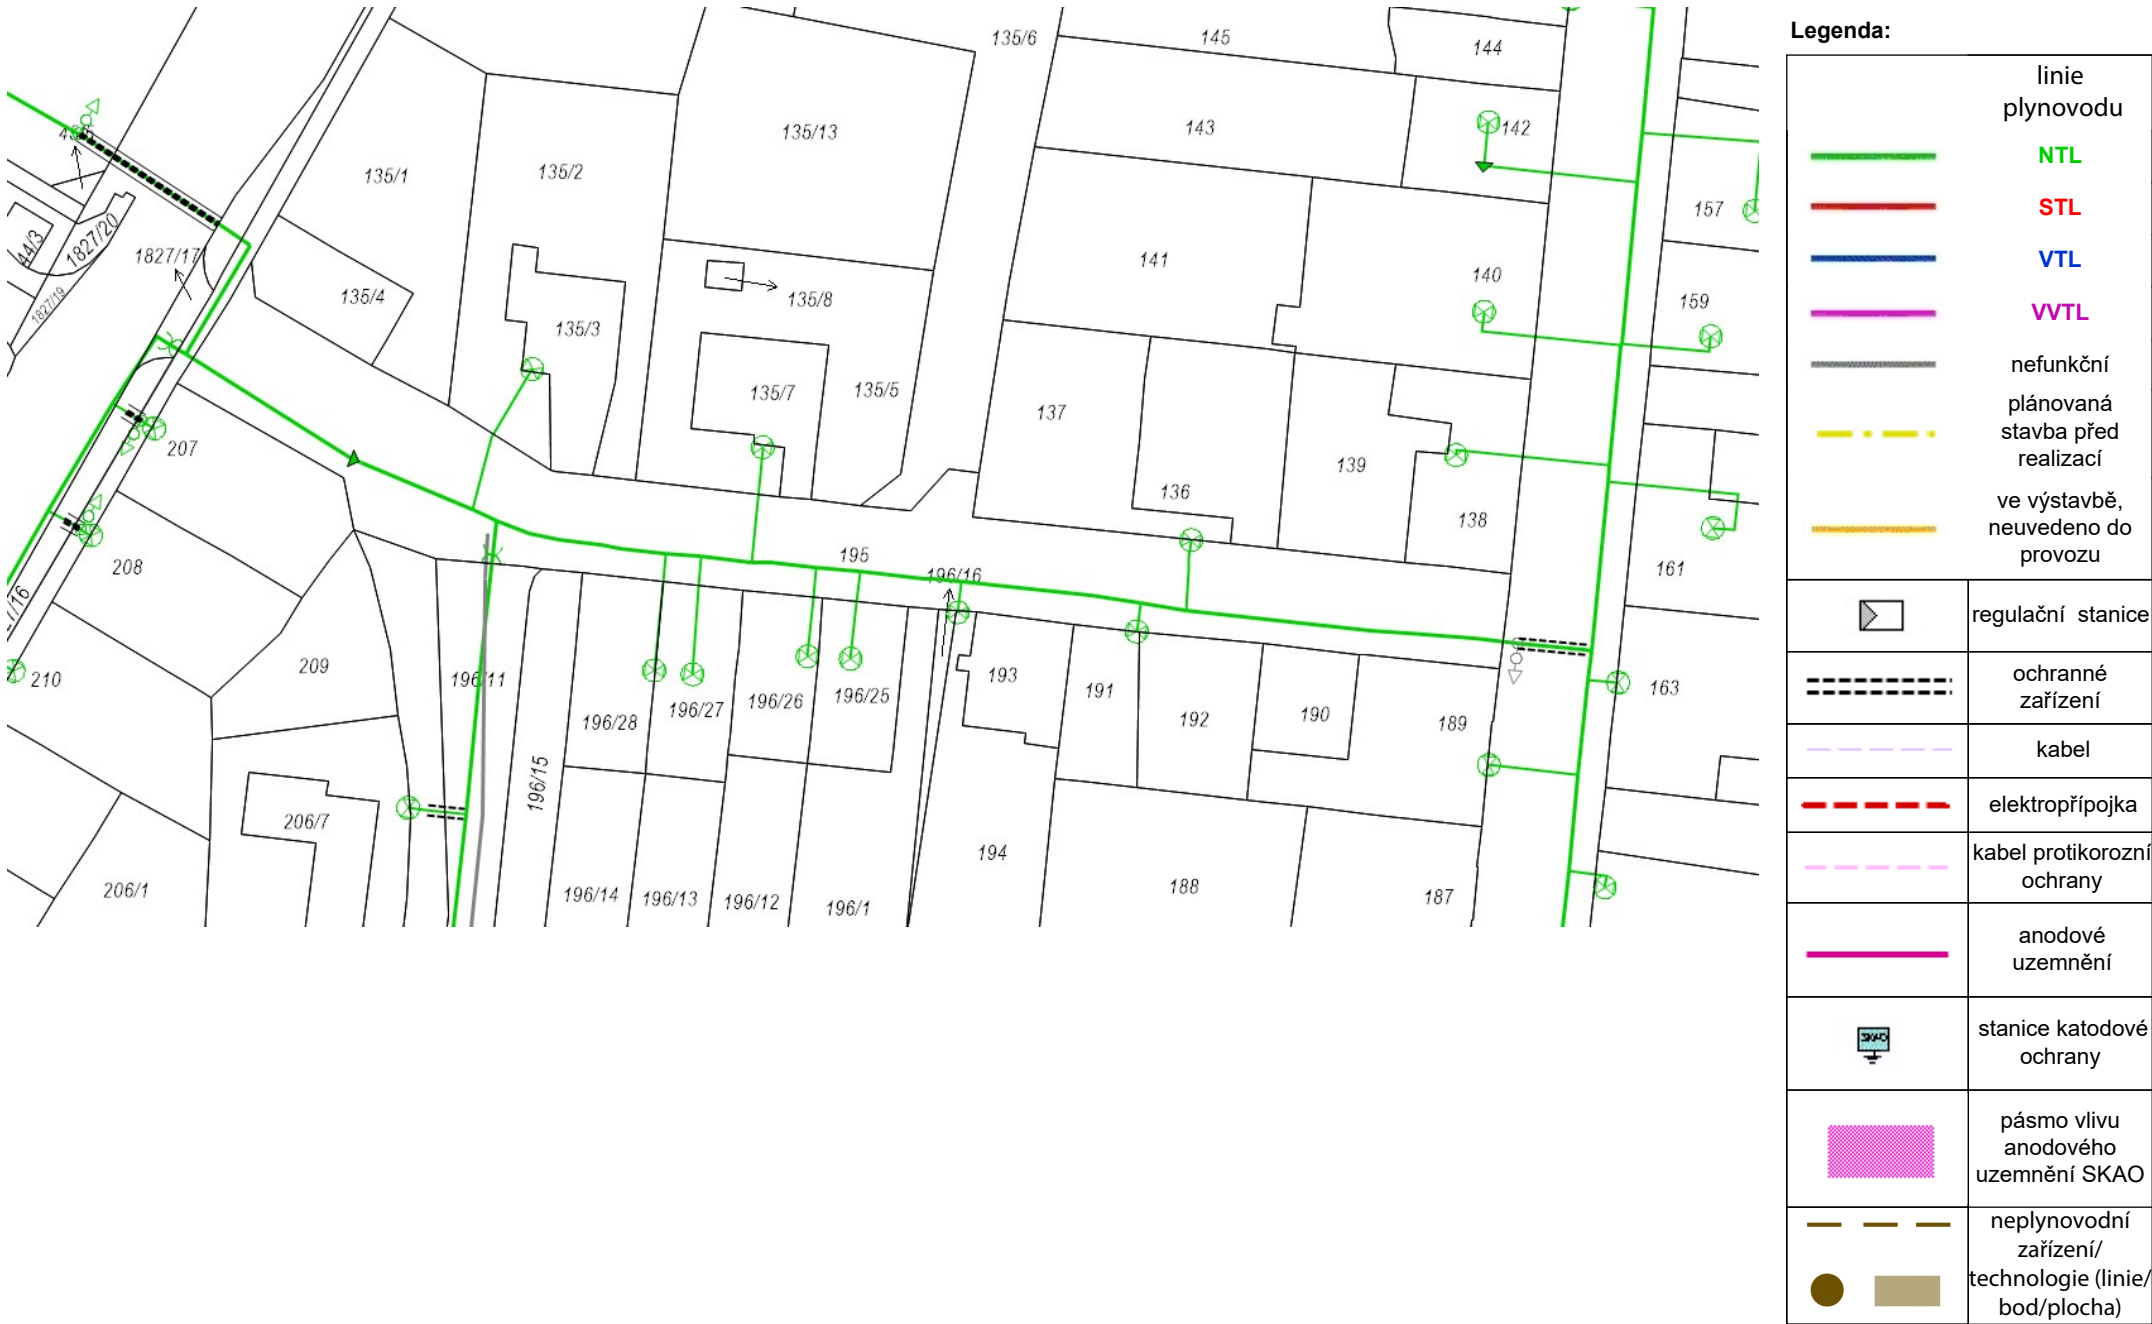 135/6
145
144
135/13
143
142
135/1
135/2
157
44/3
1827/20
1827/17
141
140
135/4
135/8
159
1827/19
135/3
135/7
135/5
137
207
139
136
138
195
208
196/16
161
210
209
196/11
193
191
163
196/28
196/27
196/26
196/25
192
190
189
196/15
206/7
194
206/1
196/14
196/13
196/12
196/1
188
187
Legenda:
linie
plynovodu
NTL
STL
VTL
VVTL
nefunkční
plánovaná
stavba před
realizací
ve výstavbě,
neuvedeno do
provozu
regulační stanice
ochranné
zařízení
kabel
elektropřípojka
kabel protikorozní
ochrany
anodové
uzemnění
SKAO
stanice katodové
ochrany
pásmo vlivu
anodového
uzemnění SKAO
neplynovodní
zařízení/
technologie (linie/
bod/plocha)